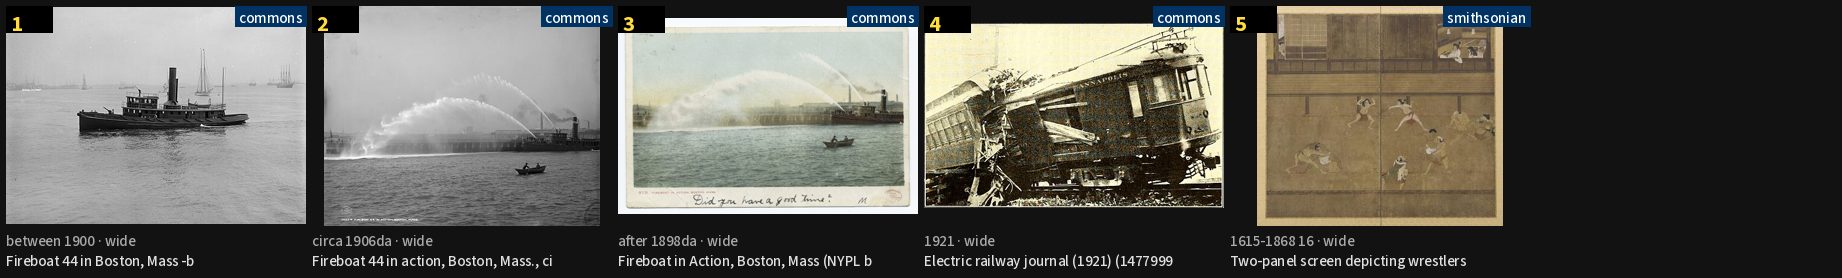 1
commons
2
commons
3
commons
4
commons
5
smithsonian
ANNAPOLIS
Did you have a good time?
M
between 1900 · wide
circa 1906da · wide
after 1898da · wide
1921 · wide
1615-1868 16 · wide
Fireboat 44 in Boston, Mass -b
Fireboat 44 in action, Boston, Mass., ci
Fireboat in Action, Boston, Mass (NYPL b
Electric railway journal (1921) (1477999
Two-panel screen depicting wrestlers